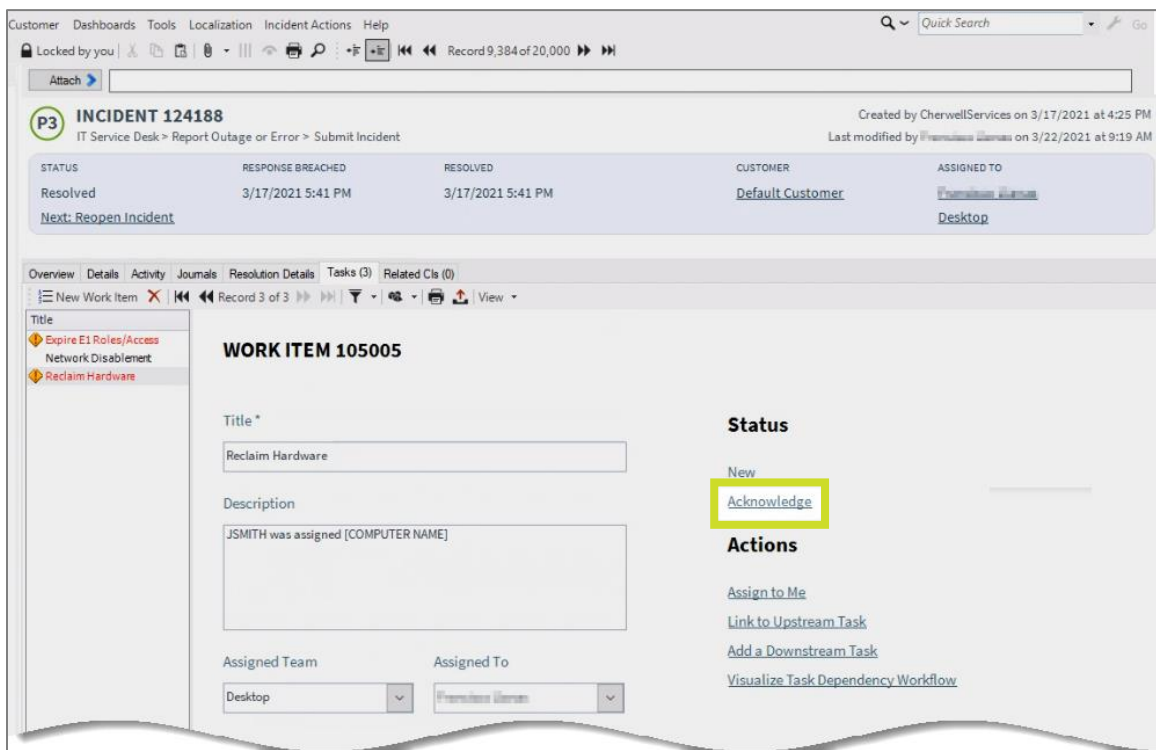 Customer Dashboards Tools Localization Incident Actions Help Quick Search Go
Locked by you Record 9,384 of 20,000
Attach
P3 INCIDENT 124188 Created by CherwellServices on 3/17/2021 at 4:25 PM
IT Service Desk > Report Outage or Error > Submit Incident Last modified by on 3/22/2021 at 9:19 AM
STATUS RESPONSE BREACHED RESOLVED CUSTOMER ASSIGNED TO
Resolved 3/17/2021 5:41 PM 3/17/2021 5:41 PM Default Customer
Next: Reopen Incident Desktop
Overview Details Activity Journals Resolution Details Tasks (3) Related CIs (0)
New Work Item Record 3 of 3 View
Title
Expire E1 Roles/Access
Network Disablement
Reclaim Hardware
WORK ITEM 105005
Title *
Reclaim Hardware
Description
JSMITH was assigned [COMPUTER NAME]
Assigned Team Assigned To
Desktop
Status
New
Acknowledge
Actions
Assign to Me
Link to Upstream Task
Add a Downstream Task
Visualize Task Dependency Workflow